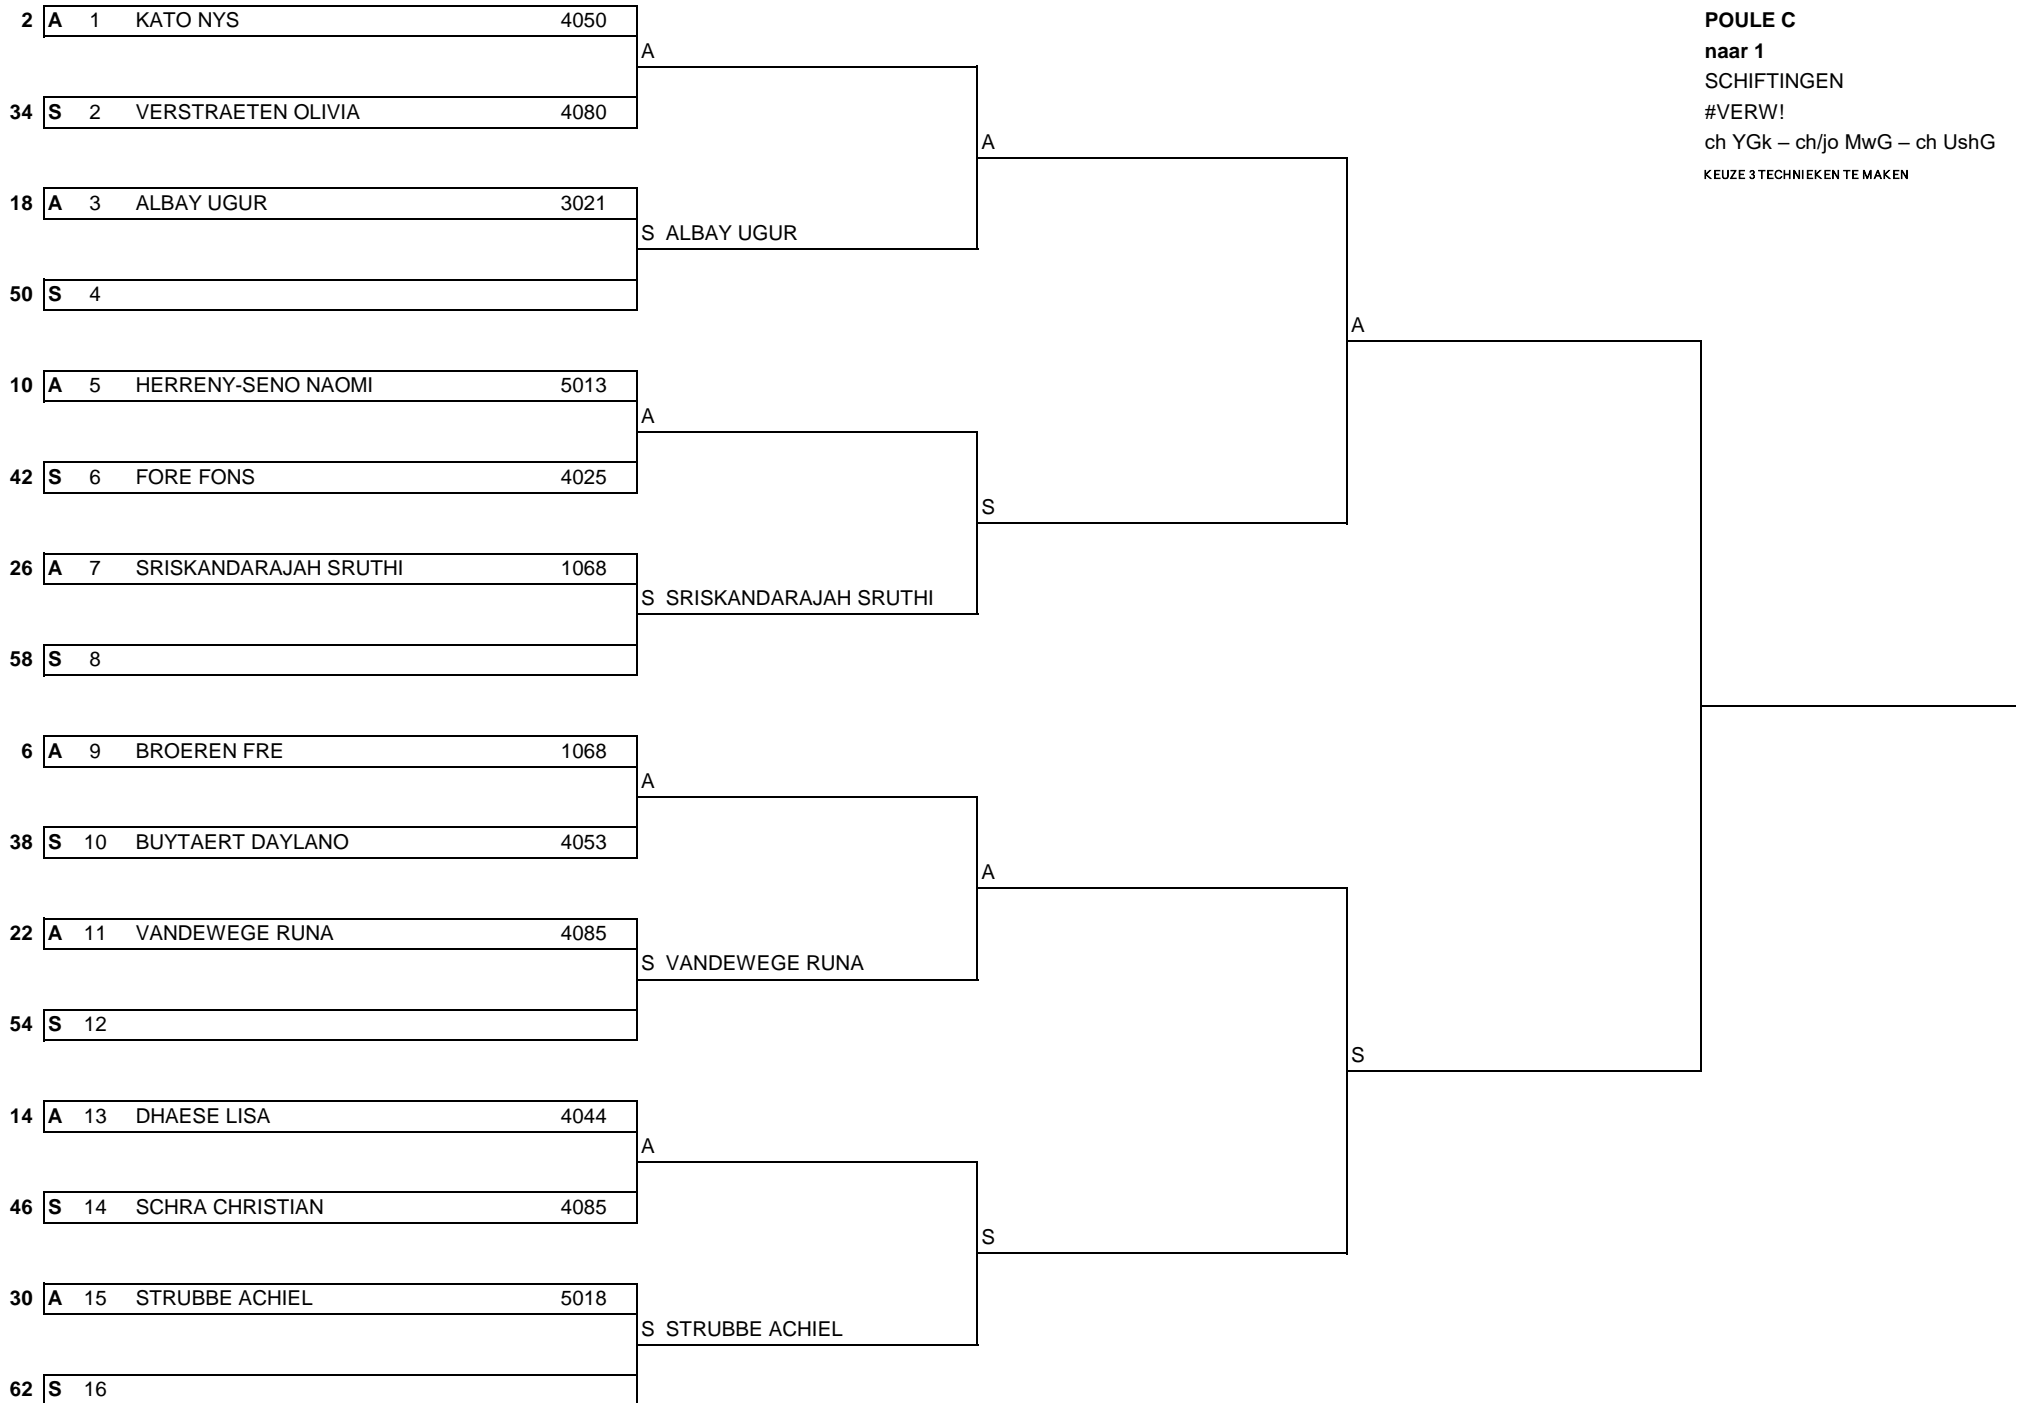 2 A 1 KATO NYS 4050
POULE C
A
naar 1
SCHIFTINGEN
34 S 2 VERSTRAETEN OLIVIA 4080
#VERW!
A
ch YGk – ch/jo MwG – ch UshG
KEUZE 3 TECHNIEKEN TE MAKEN
18 A 3 ALBAY UGUR 3021
S ALBAY UGUR
50 S 4
A
10 A 5 HERRENY-SENO NAOMI 5013
A
42 S 6 FORE FONS 4025
S
26 A 7 SRISKANDARAJAH SRUTHI 1068
S SRISKANDARAJAH SRUTHI
58 S 8
6 A 9 BROEREN FRE 1068
A
38 S 10 BUYTAERT DAYLANO 4053
A
22 A 11 VANDEWEGE RUNA 4085
S VANDEWEGE RUNA
54 S 12
S
14 A 13 DHAESE LISA 4044
A
46 S 14 SCHRA CHRISTIAN 4085
S
30 A 15 STRUBBE ACHIEL 5018
S STRUBBE ACHIEL
62 S 16